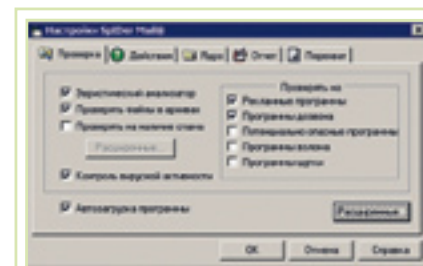 Настройки SpIDer Mail®
Проверка Действия Ядро Отчет Перехват
Эвристический анализатор
Проверять файлы в архивах
Проверять на наличие спама
Расширенные...
Контроль вирусной активности
Автозагрузка программы
Проверять на
Рекламные программы
Программы дозвона
Потенциально опасные программы
Программы взлома
Программы шутки
Расширенные...
OK Отмена Справка